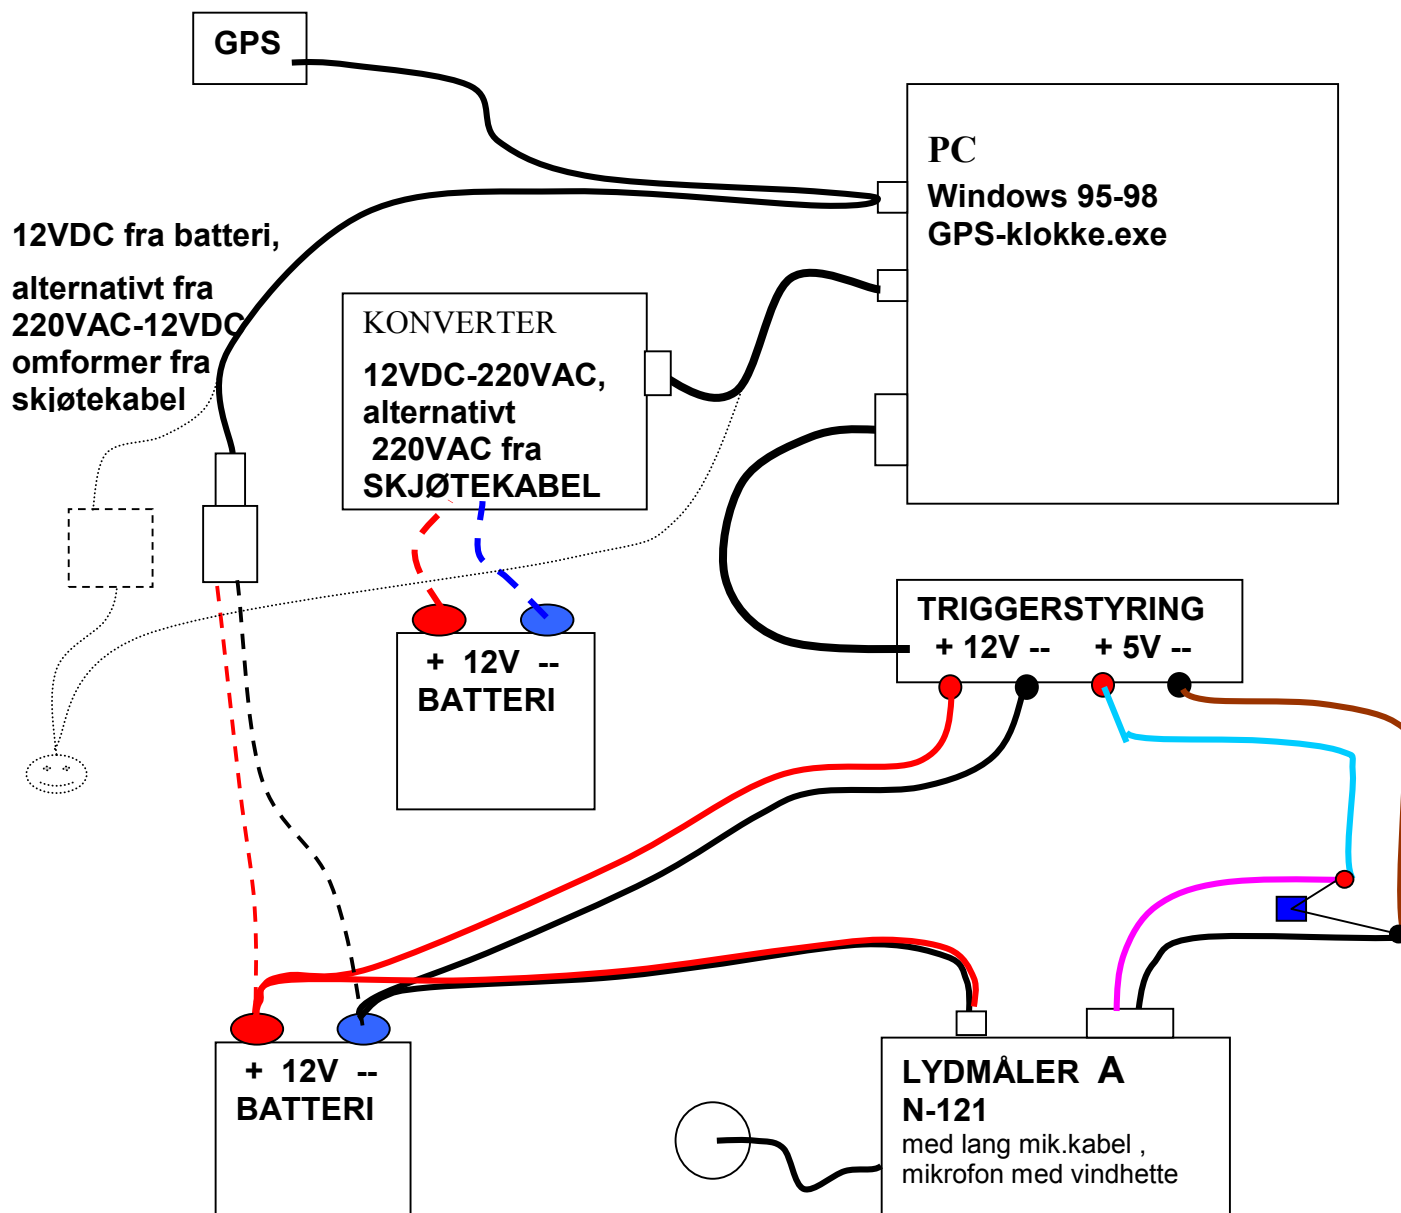 GPS
PC
Windows 95-98
GPS-klokke.exe
12VDC fra batteri,
alternativt fra
220VAC-12VDC
omformer fra
skjøtekabel
KONVERTER
12VDC-220VAC,
alternativt
220VAC fra
SKJØTEKABEL
TRIGGERSTYRING
+ 12V -- + 5V --
+ 12V --
BATTERI
+ 12V --
BATTERI
LYDMÅLER A
N-121
med lang mik.kabel ,
mikrofon med vindhette